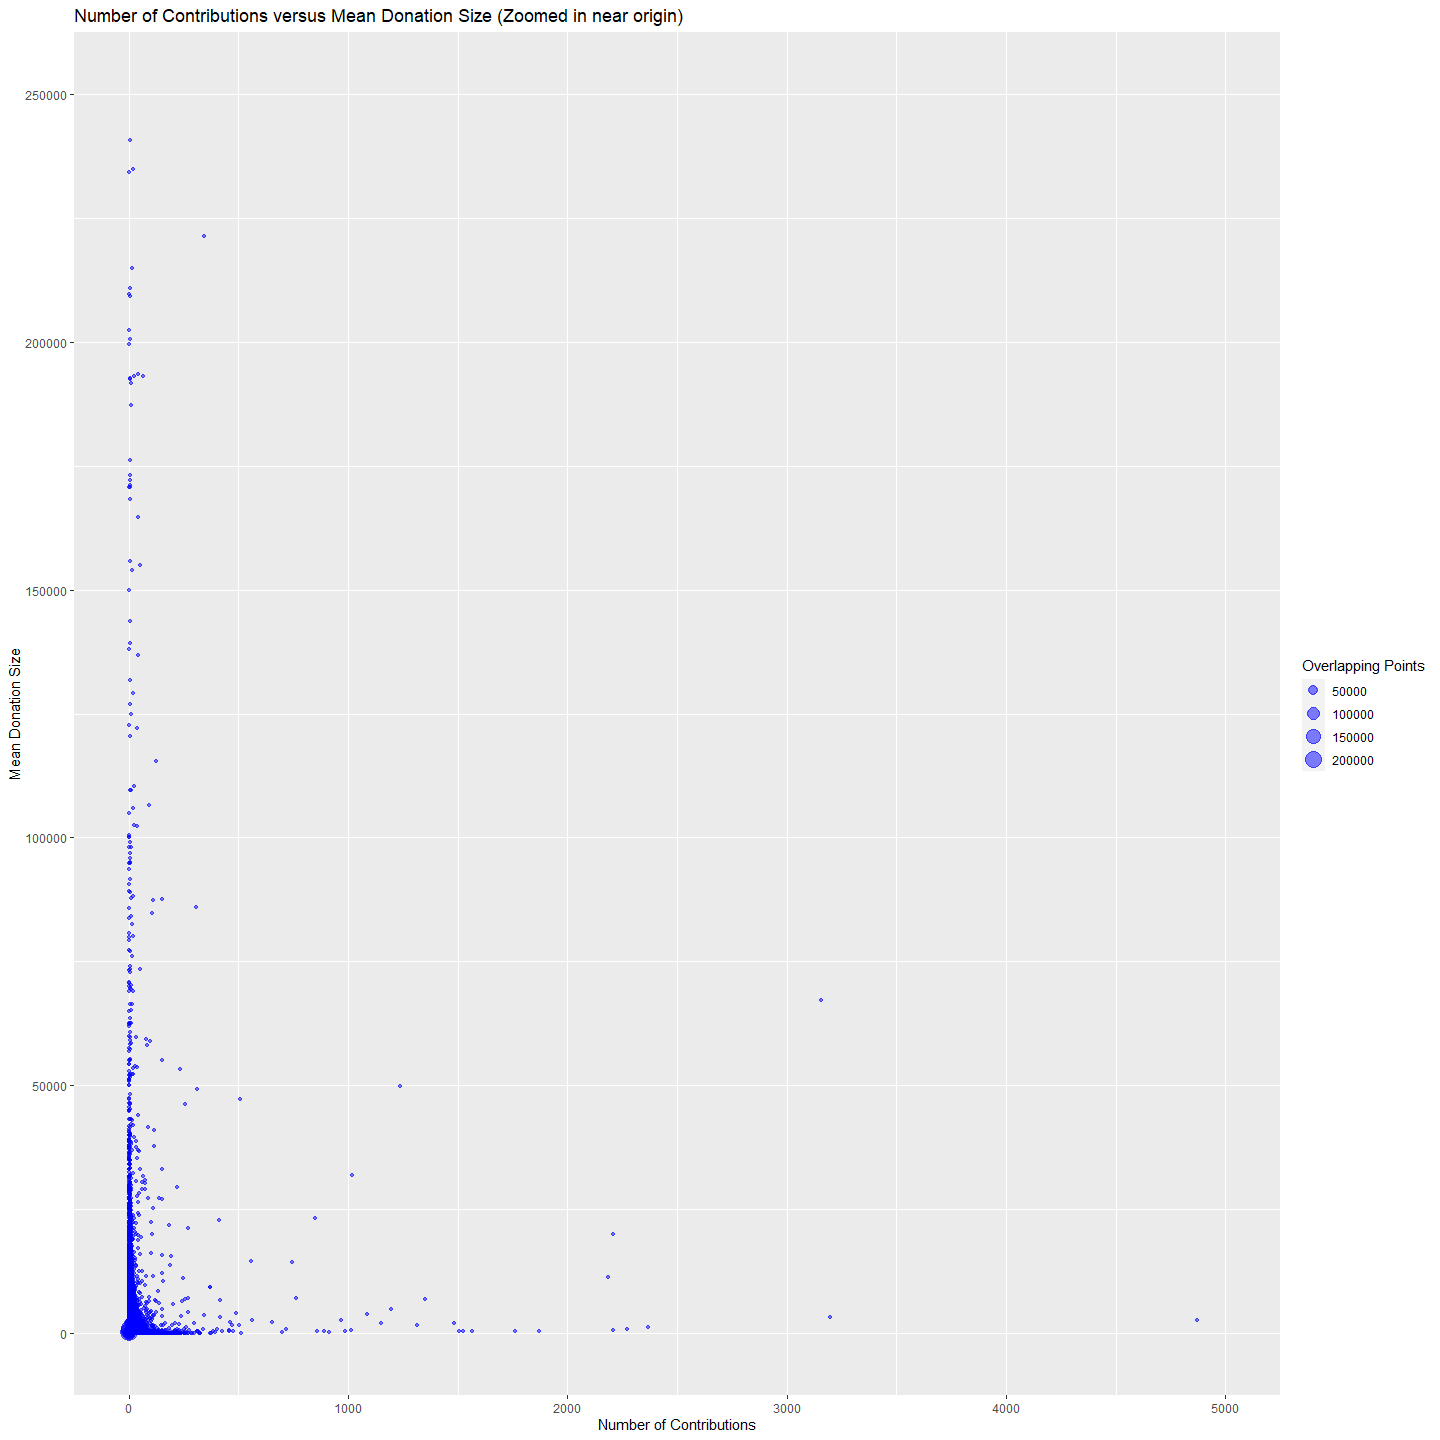 Number of Contributions versus Mean Donation Size (Zoomed in near origin)
250000
200000
150000
100000
50000
0
Mean Donation Size
0 1000 2000 3000 4000 5000
Number of Contributions
Overlapping Points
50000
100000
150000
200000